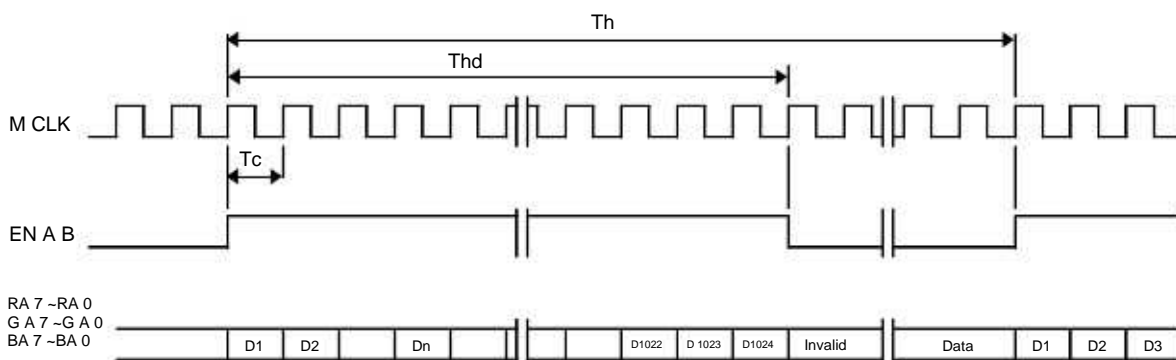 Th
Thd
M CLK
Tc
EN A B
RA 7 ~RA 0
G A 7 ~G A 0
BA 7 ~BA 0
D1 D2 Dn D1022 D 1023 D1024 Invalid Data D1 D2 D3